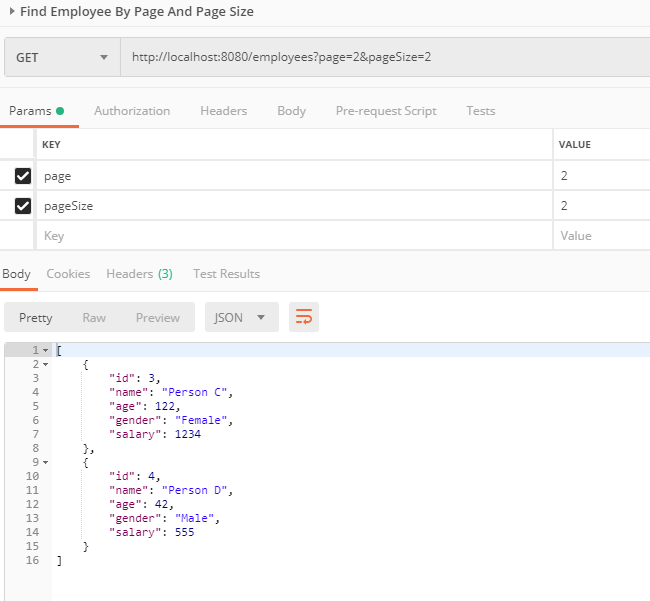 Find Employee By Page And Page Size
GET http://localhost:8080/employees?page=2&pageSize=2
Params Authorization Headers Body Pre-request Script Tests
KEY VALUE
page 2
pageSize 2
Key Value
Body Cookies Headers (3) Test Results
Pretty Raw Preview JSON
1 [
2 {
3 "id": 3,
4 "name": "Person C",
5 "age": 122,
6 "gender": "Female",
7 "salary": 1234
8 },
9 {
10 "id": 4,
11 "name": "Person D",
12 "age": 42,
13 "gender": "Male",
14 "salary": 555
15 }
16 ]